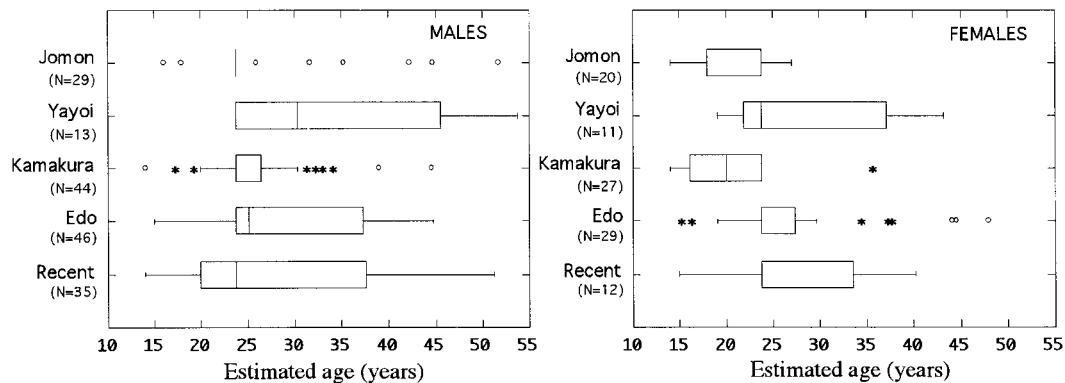 MALES
Jomon
(N=29)
Yayoi
(N=13)
Kamakura
(N=44)
Edo
(N=46)
Recent
(N=35)
10 15 20 25 30 35 40 45 50 55
Estimated age (years)
FEMALES
Jomon
(N=20)
Yayoi
(N=11)
Kamakura
(N=27)
Edo
(N=29)
Recent
(N=12)
10 15 20 25 30 35 40 45 50 55
Estimated age (years)